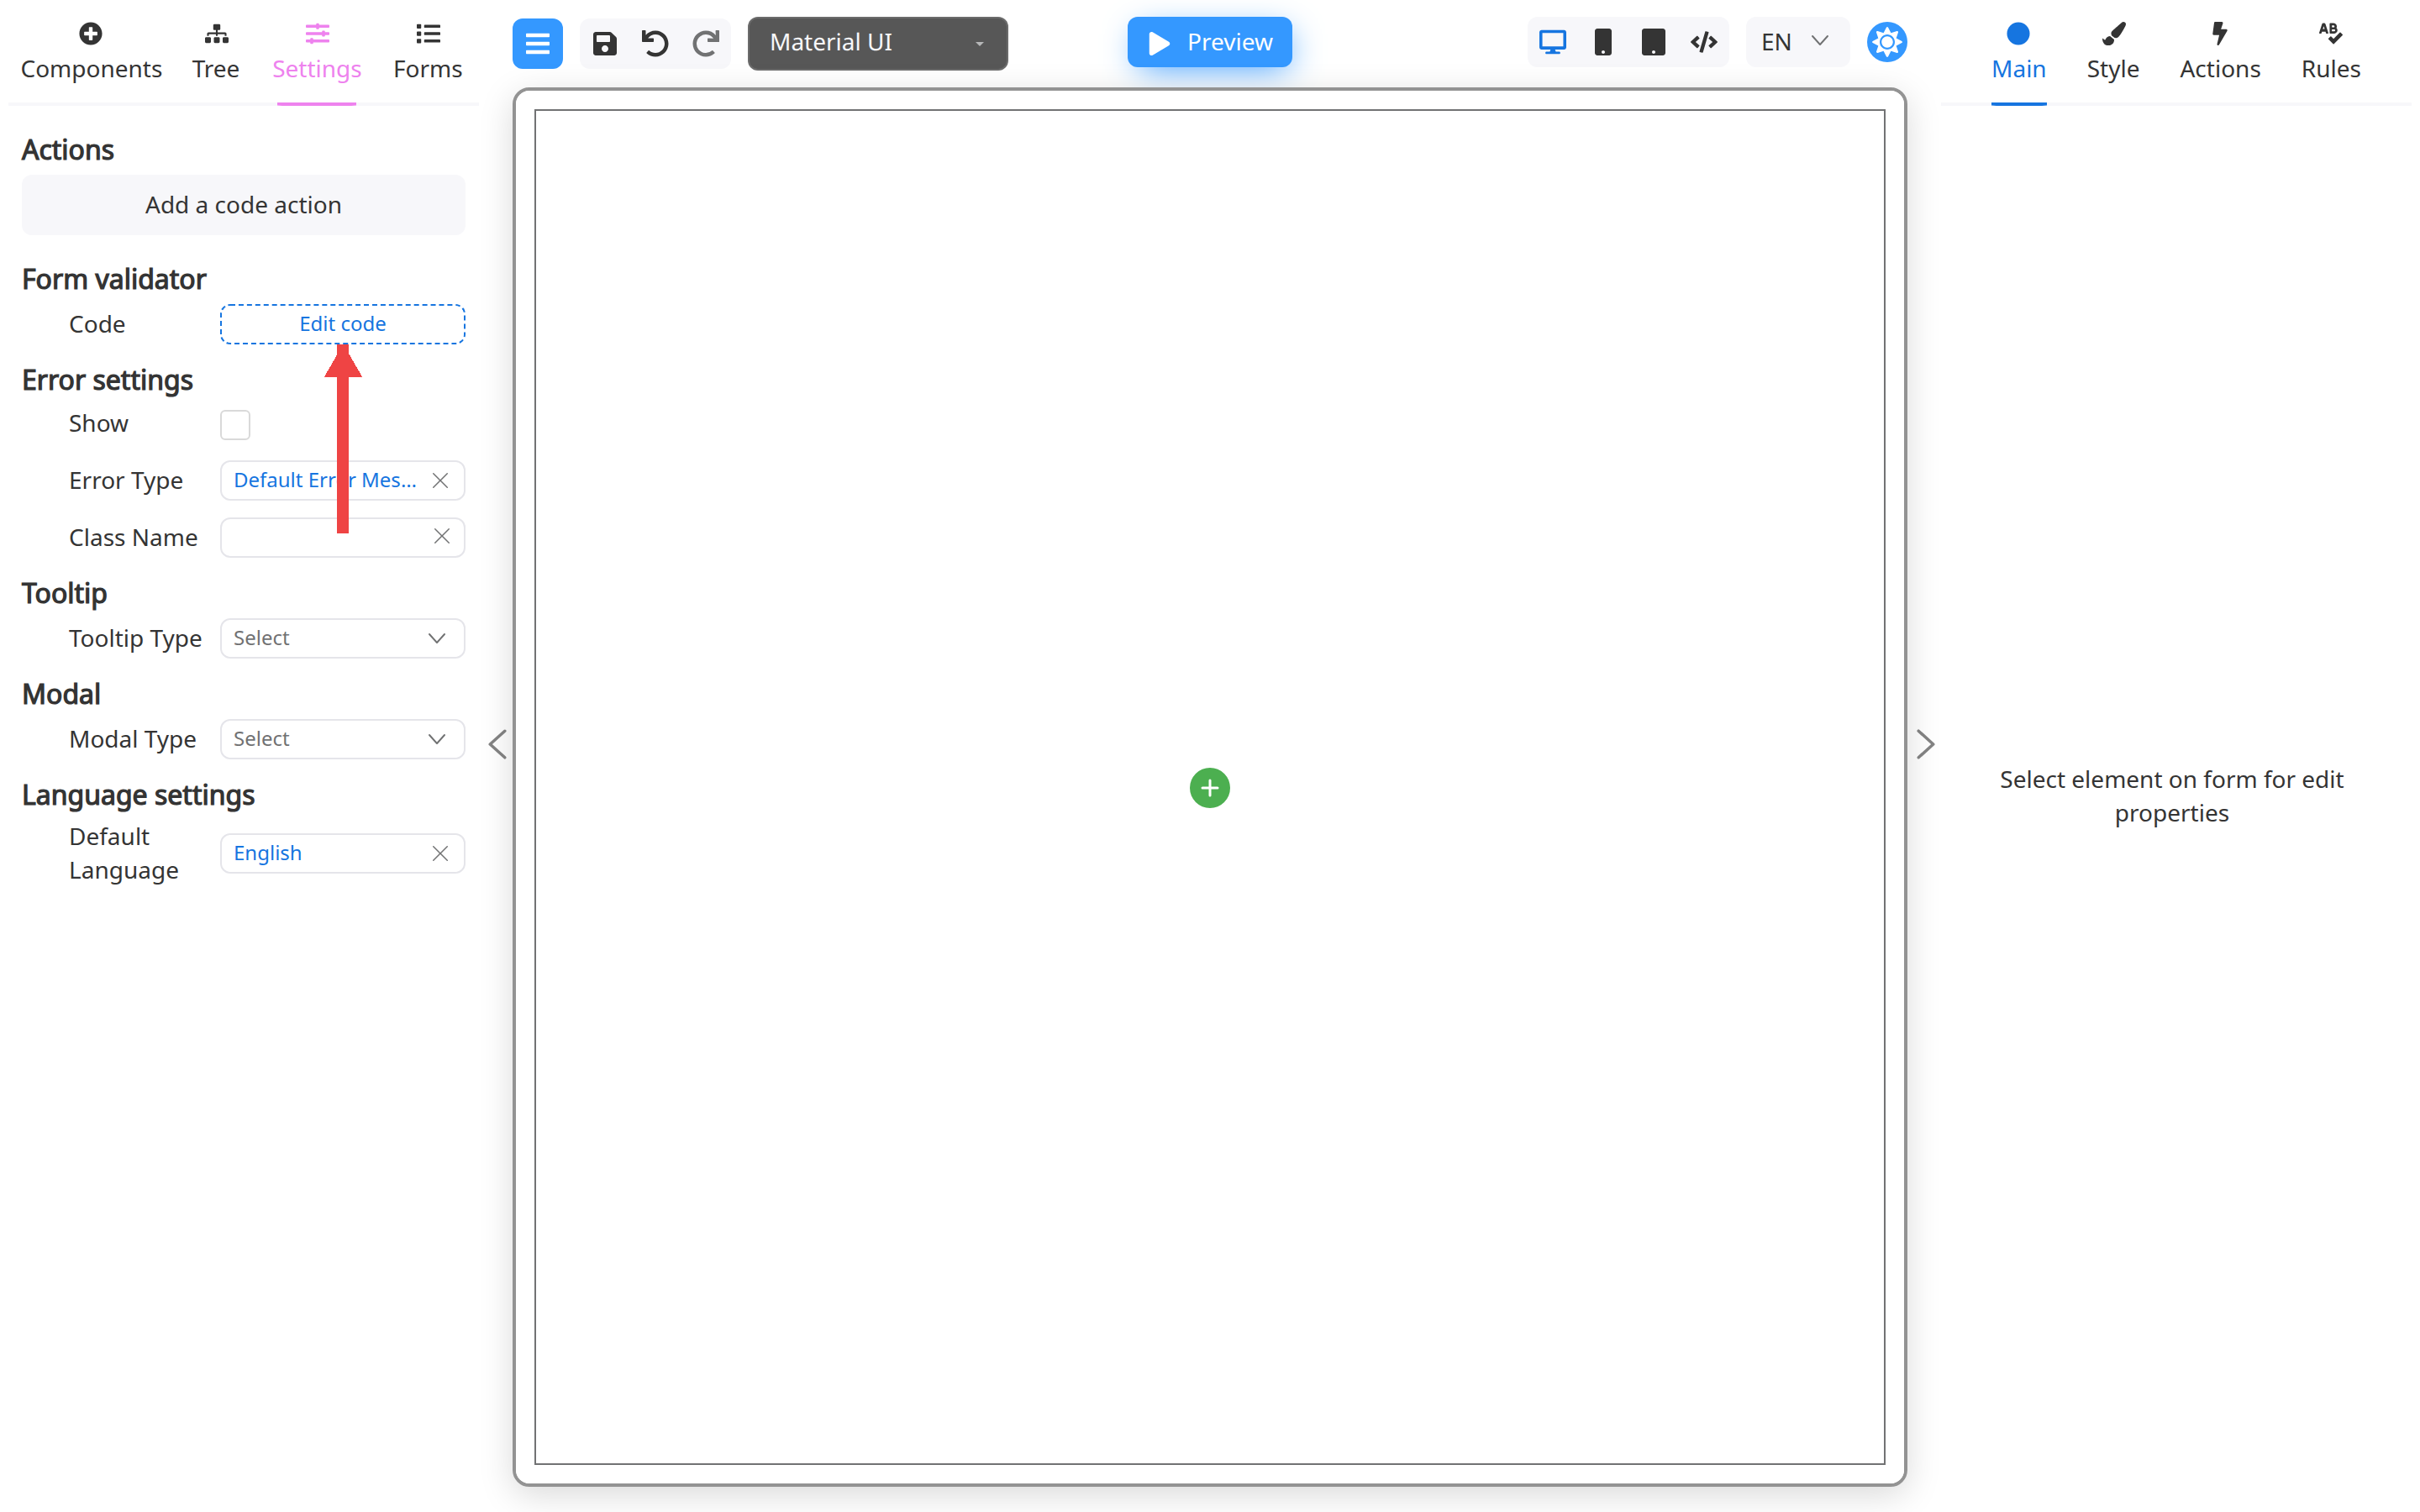 Components Tree Settings Forms
Material UI
Preview
EN
Main Style Actions Rules
Actions
Add a code action
Form validator
Code Edit code
Error settings
Show
Error Type Default Err r Mes...
Class Name
Tooltip
Tooltip Type Select
Modal
Modal Type Select
Language settings
Default
Language
English
Select element on form for edit
properties